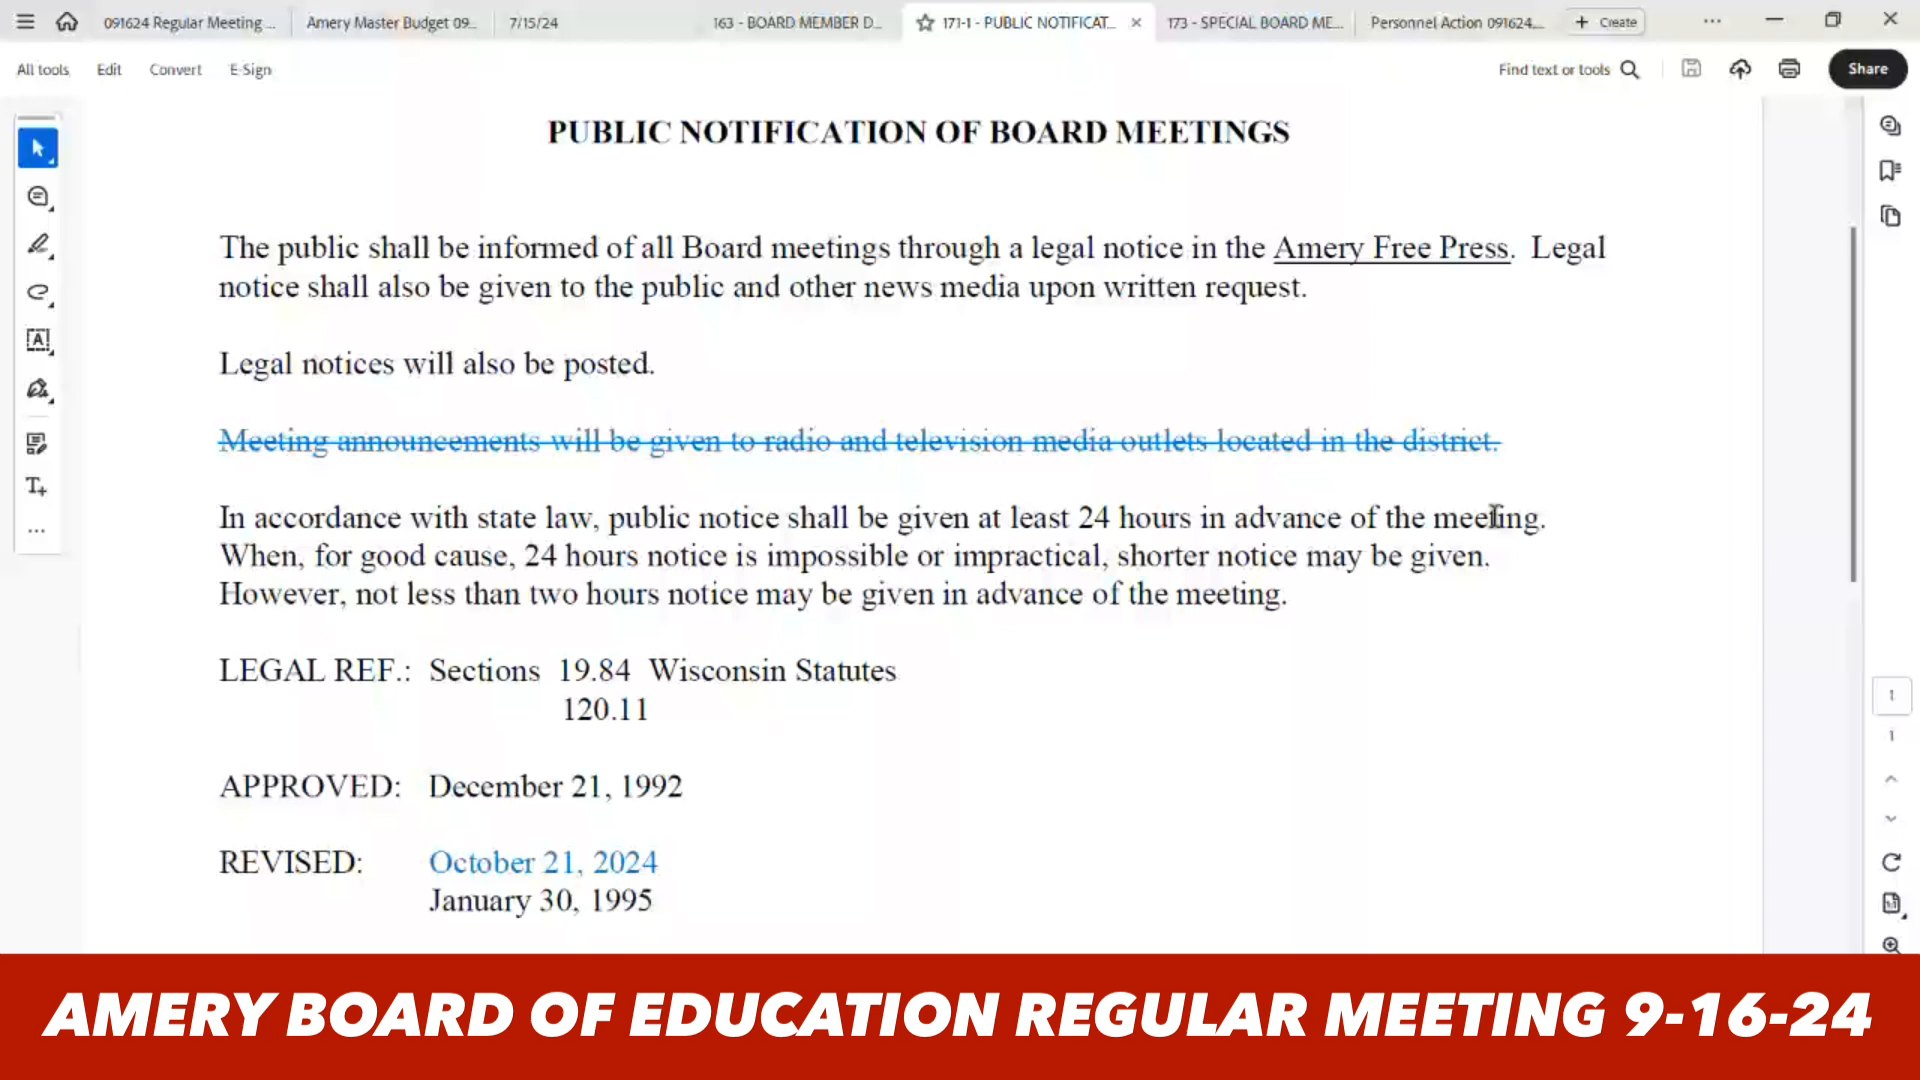 091624 Regular Meeting ...
Amery Master Budget 09...
7/15/24
163 - BOARD MEMBER D...
171-1 - PUBLIC NOTIFICAT...
173 - SPECIAL BOARD ME...
Personnel Action 091624...
+ Create
All tools
Edit
Convert
E-Sign
Find text or tools
Share
PUBLIC NOTIFICATION OF BOARD MEETINGS
The public shall be informed of all Board meetings through a legal notice in the Amery Free Press. Legal
notice shall also be given to the public and other news media upon written request.
Legal notices will also be posted.
Meeting announcements will be given to radio and television media outlets located in the district.
In accordance with state law, public notice shall be given at least 24 hours in advance of the meeting.
When, for good cause, 24 hours notice is impossible or impractical, shorter notice may be given.
However, not less than two hours notice may be given in advance of the meeting.
LEGAL REF.: Sections 19.84 Wisconsin Statutes
120.11
APPROVED: December 21, 1992
REVISED: October 21, 2024
January 30, 1995
1
1
AMERY BOARD OF EDUCATION REGULAR MEETING 9-16-24